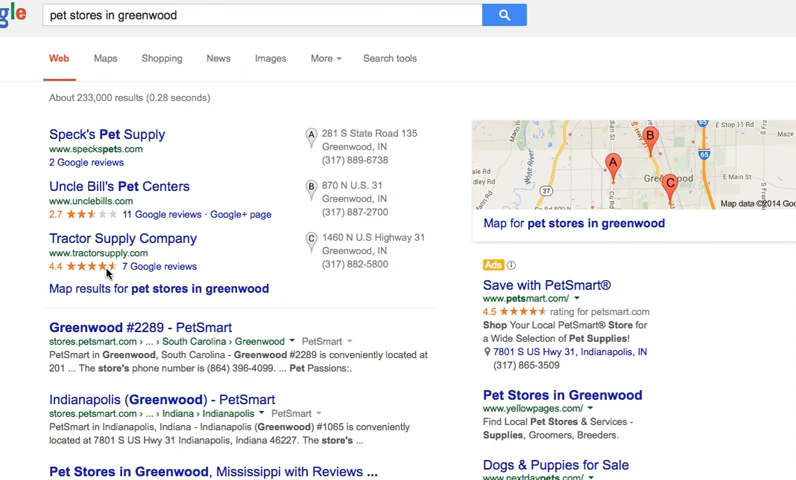 gle
pet stores in greenwood
Web Maps Shopping News Images More Search tools
About 233,000 results (0.28 seconds)
Speck's Pet Supply
www.speckspets.com
2 Google reviews
A 281 S State Road 135
Greenwood, IN
(317) 889-6738
Uncle Bill's Pet Centers
www.unclebills.com
2.7 11 Google reviews · Google+ page
B 870 N U.S. 31
Greenwood, IN
(317) 887-2700
Tractor Supply Company
www.tractorsupply.com
4.4 7 Google reviews
C 1460 N U.S Highway 31
Greenwood, IN
(317) 882-5800
Map results for pet stores in greenwood
Greenwood #2289 - PetSmart
stores.petsmart.com › ... › South Carolina › Greenwood PetSmart
PetSmart in Greenwood, South Carolina - Greenwood #2289 is conveniently located at
201 ... The store's phone number is (864) 396-4099. ... Pet Passions:.
Indianapolis (Greenwood) - PetSmart
stores.petsmart.com › ... › Indiana › Indianapolis PetSmart
PetSmart in Indianapolis, Indiana - Indianapolis (Greenwood) #1065 is conveniently
located at 7801 S US Hwy 31 Indianapolis, Indiana 46227. The store's ...
Pet Stores in Greenwood, Mississippi with Reviews ...
E Stop 11 Rd
65
B
A
C
37
E Main St
Map data ©2014 Goo
Map for pet stores in greenwood
Ads
Save with PetSmart®
www.petsmart.com/
4.5 rating for petsmart.com
Shop Your Local PetSmart® Store for
a Wide Selection of Pet Supplies!
7801 S US Hwy 31, Indianapolis, IN
(317) 865-3509
Pet Stores in Greenwood
www.yellowpages.com/
Find Local Pet Stores & Services -
Supplies, Groomers, Breeders.
Dogs & Puppies for Sale
www.nextdaypets.com/